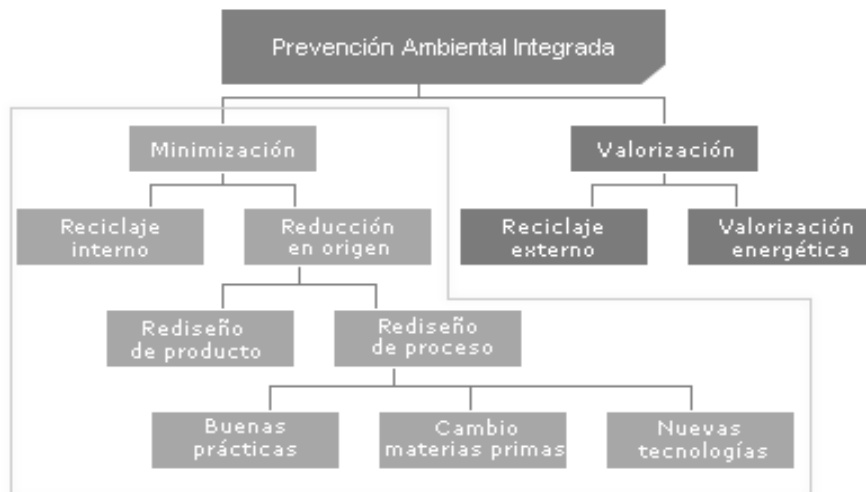 Prevención Ambiental Integrada
Minimización
Valorización
Reciclaje
interno
Reducción
en origen
Reciclaje
externo
Valorización
energética
Rediseño
de producto
Rediseño
de proceso
Buenas
prácticas
Cambio
materias primas
Nuevas
tecnologías